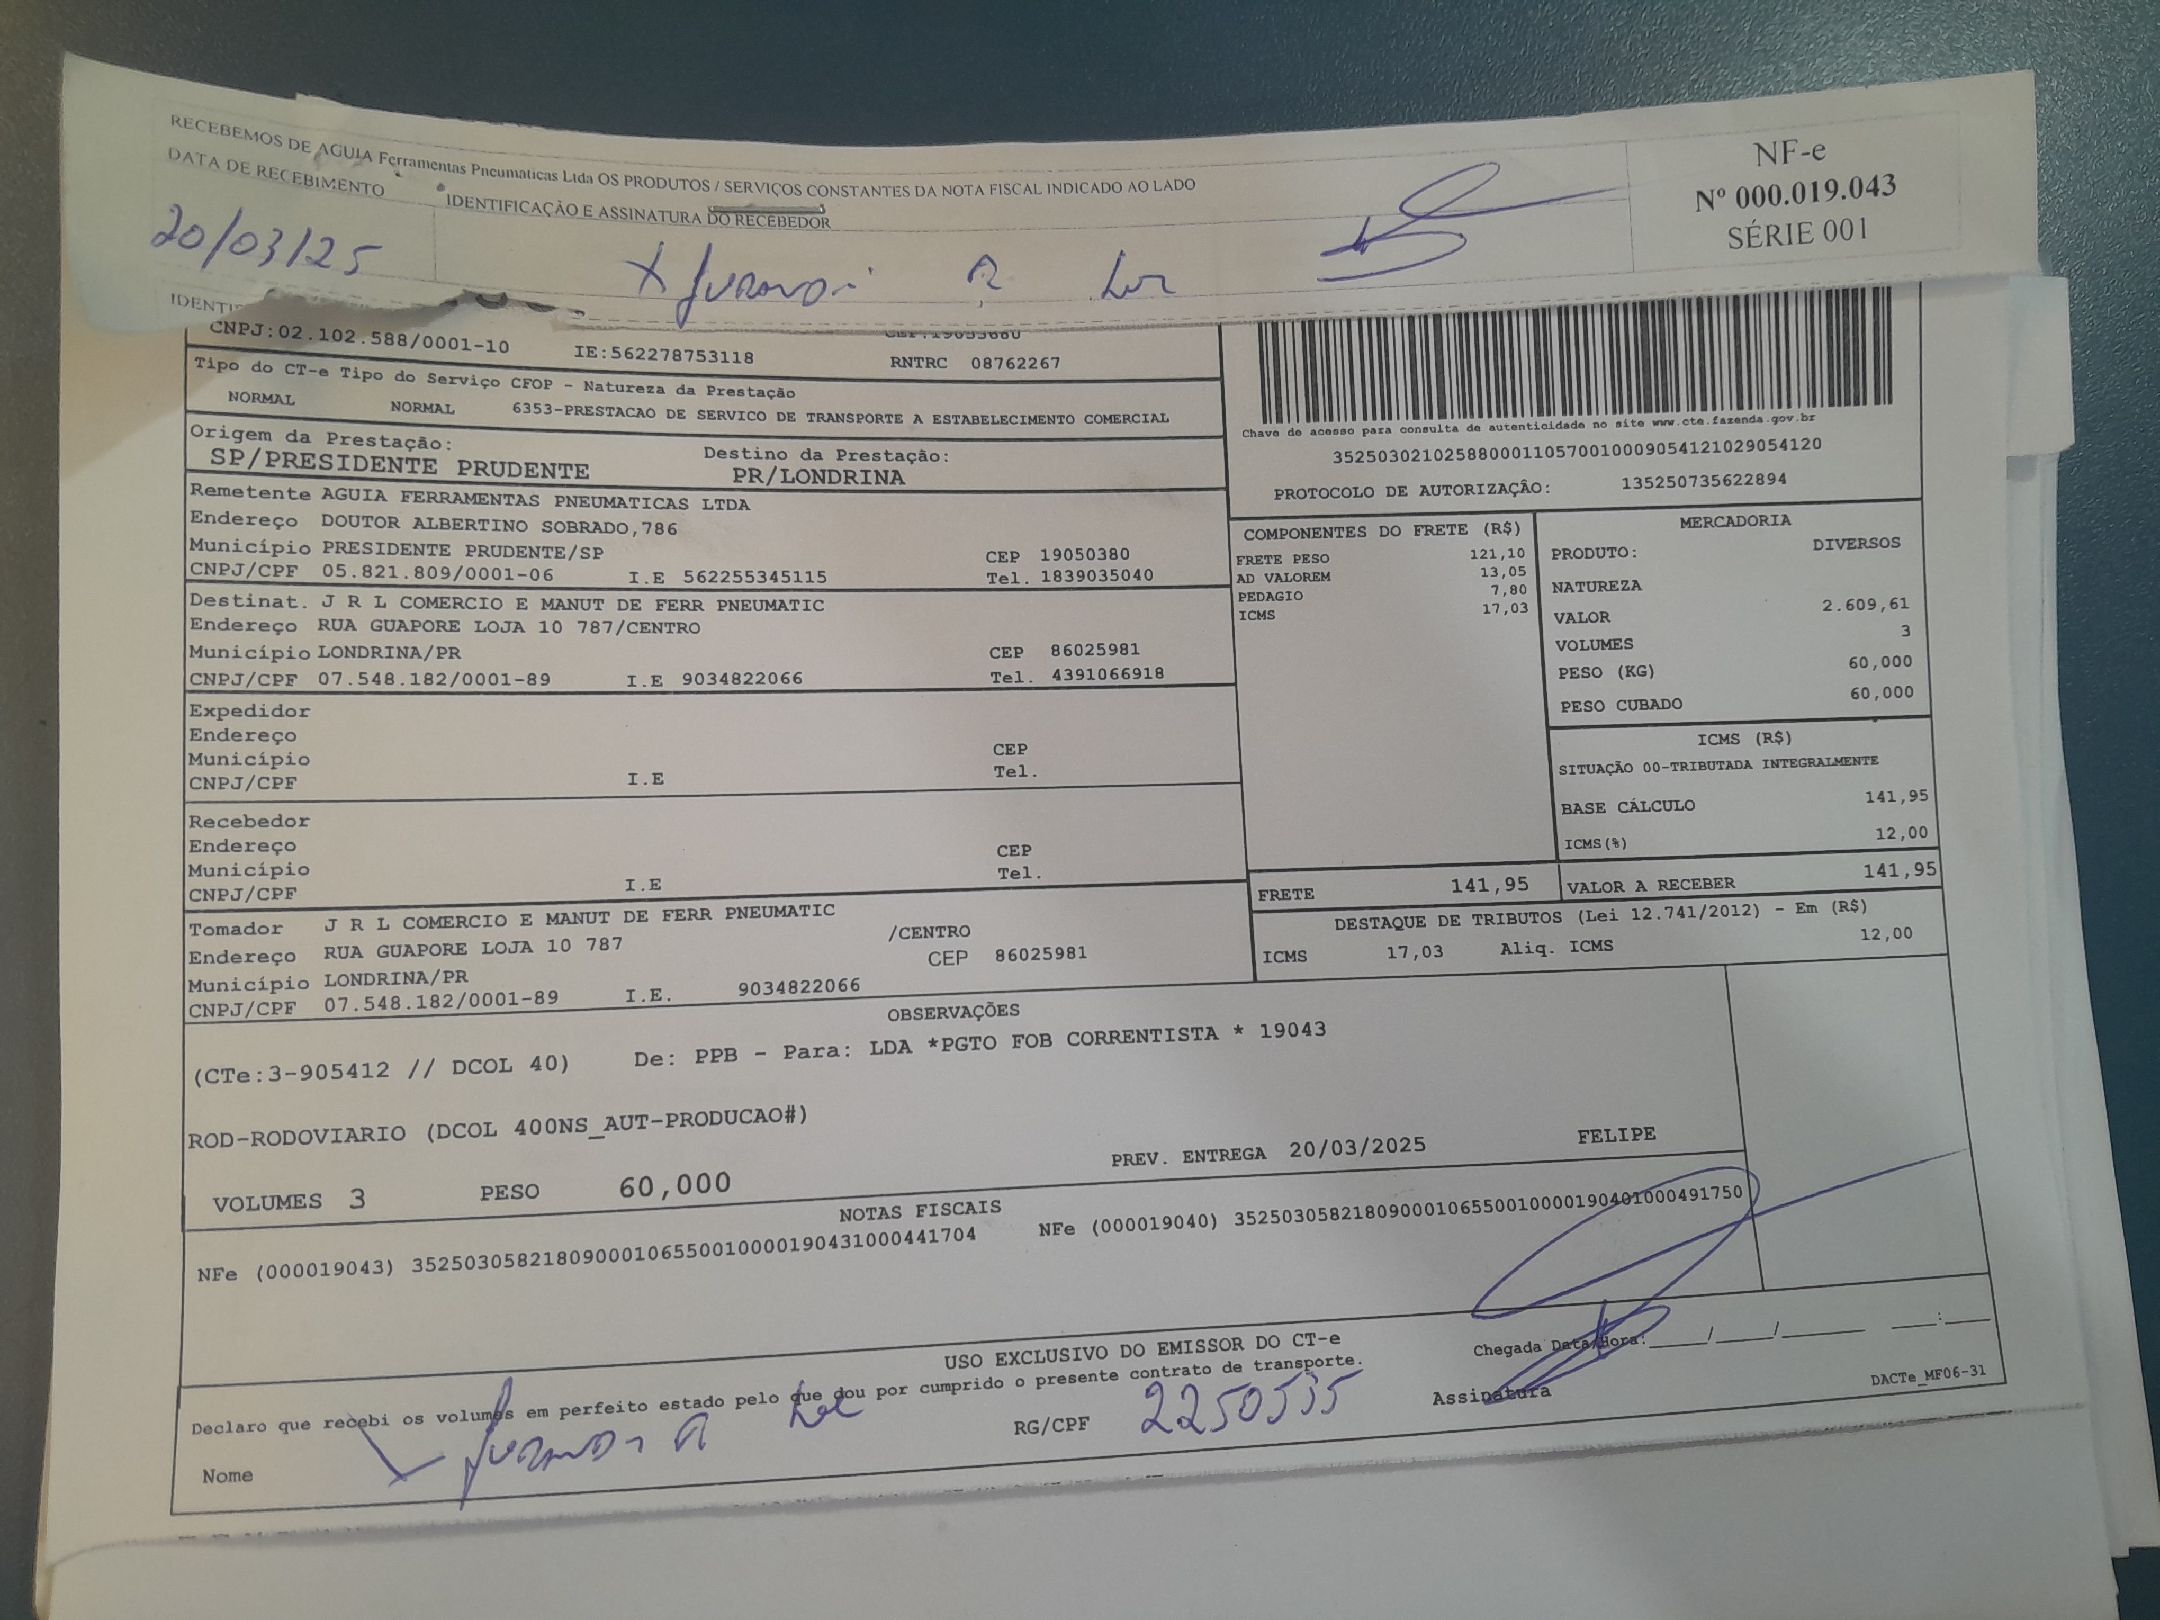 RECEBEMOS DE AGUIA Ferramentas Pneumaticas Ltda OS PRODUTOS / SERVIÇOS CONSTANTES DA NOTA FISCAL INDICADO AO LADO
DATA DE RECEBIMENTO IDENTIFICAÇÃO E ASSINATURA DO RECEBEDOR
20/03/25
NF-e
Nº 000.019.043
SÉRIE 001
CNPJ:02.102.588/0001-10 IE:562278753118 RNTRC 08762267
Tipo do CT-e Tipo do Serviço CFOP - Natureza da Prestação
NORMAL NORMAL 6353-PRESTACAO DE SERVICO DE TRANSPORTE A ESTABELECIMENTO COMERCIAL
Origem da Prestação: Destino da Prestação:
SP/PRESIDENTE PRUDENTE PR/LONDRINA
Remetente AGUIA FERRAMENTAS PNEUMATICAS LTDA
Endereço DOUTOR ALBERTINO SOBRADO,786
Município PRESIDENTE PRUDENTE/SP CEP 19050380
CNPJ/CPF 05.821.809/0001-06 I.E 562255345115 Tel. 1839035040
Destinat. J R L COMERCIO E MANUT DE FERR PNEUMATIC
Endereço RUA GUAPORE LOJA 10 787/CENTRO
Município LONDRINA/PR CEP 86025981
CNPJ/CPF 07.548.182/0001-89 I.E 9034822066 Tel. 4391066918
Expedidor
Endereço
Município CEP
CNPJ/CPF I.E Tel.
Recebedor
Endereço
Município CEP
CNPJ/CPF I.E Tel.
Tomador J R L COMERCIO E MANUT DE FERR PNEUMATIC
Endereço RUA GUAPORE LOJA 10 787 /CENTRO
Município LONDRINA/PR CEP 86025981
CNPJ/CPF 07.548.182/0001-89 I.E. 9034822066
Chave de acesso para consulta de autenticidade no site www.cte.fazenda.gov.br
35250302102588000110570010009054121029054120
PROTOCOLO DE AUTORIZAÇÂO: 135250735622894
COMPONENTES DO FRETE (R$)
FRETE PESO 121,10
AD VALOREM 13,05
PEDAGIO 7,80
ICMS 17,03
MERCADORIA
PRODUTO: DIVERSOS
NATUREZA
VALOR 2.609,61
VOLUMES 3
PESO (KG) 60,000
PESO CUBADO 60,000
ICMS (R$)
SITUAÇÃO 00-TRIBUTADA INTEGRALMENTE
BASE CÁLCULO 141,95
ICMS(%) 12,00
FRETE 141,95 VALOR A RECEBER 141,95
DESTAQUE DE TRIBUTOS (Lei 12.741/2012) - Em (R$)
ICMS 17,03 Aliq. ICMS 12,00
OBSERVAÇÕES
(CTe:3-905412 // DCOL 40) De: PPB - Para: LDA *PGTO FOB CORRENTISTA * 19043
ROD-RODOVIARIO (DCOL 400NS_AUT-PRODUCAO#)
VOLUMES 3 PESO 60,000 PREV. ENTREGA 20/03/2025 FELIPE
NOTAS FISCAIS
NFe (000019043) 35250305821809000106550010000190431000441704 NFe (000019040) 35250305821809000106550010000190401000491750
USO EXCLUSIVO DO EMISSOR DO CT-e
Declaro que recebi os volumes em perfeito estado pelo que dou por cumprido o presente contrato de transporte.
Chegada Data/Hora:_____/_____/_______ ____:____
Nome RG/CPF 2250535 Assinatura
DACTe_MF06-31